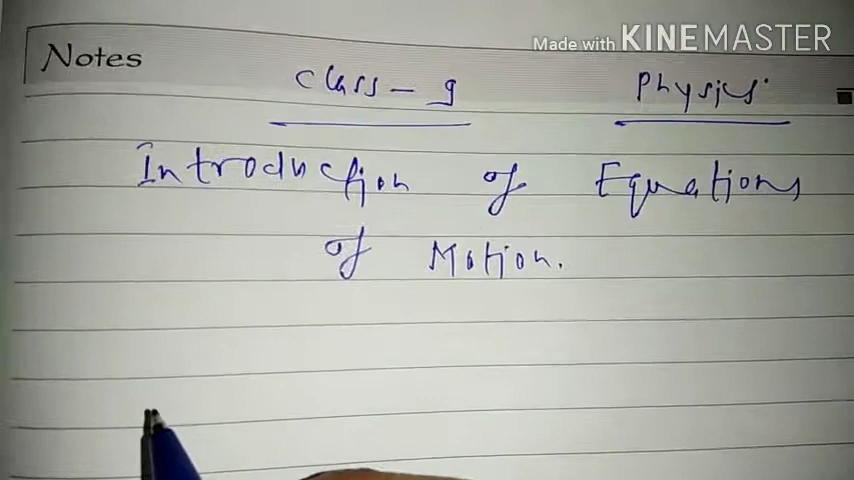 Made with KINEMASTER
Notes
Class - 9 Physics
Introduction of Equations
of Motion.